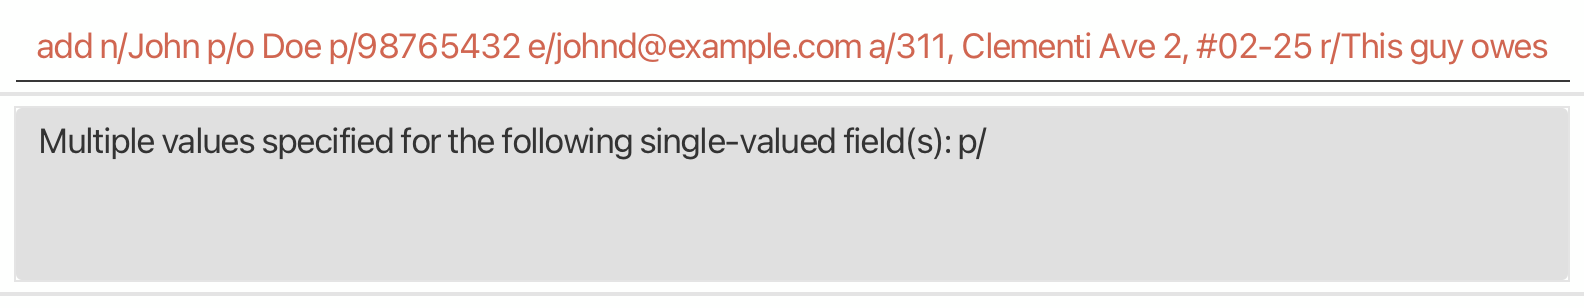 add n/John p/o Doe p/98765432 e/johnd@example.com a/311, Clementi Ave 2, #02-25 r/This guy owes
Multiple values specified for the following single-valued field(s): p/